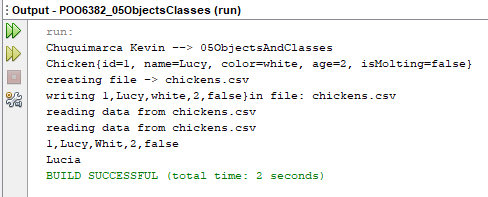 Output - POO6382_05ObjectsClasses (run)
run:
Chuquimarca Kevin --> 05ObjectsAndClasses
Chicken{id=1, name=Lucy, color=white, age=2, isMolting=false}
creating file -> chickens.csv
writing 1,Lucy,white,2,false}in file: chickens.csv
reading data from chickens.csv
reading data from chickens.csv
1,Lucy,Whit,2,false
Lucia
BUILD SUCCESSFUL (total time: 2 seconds)